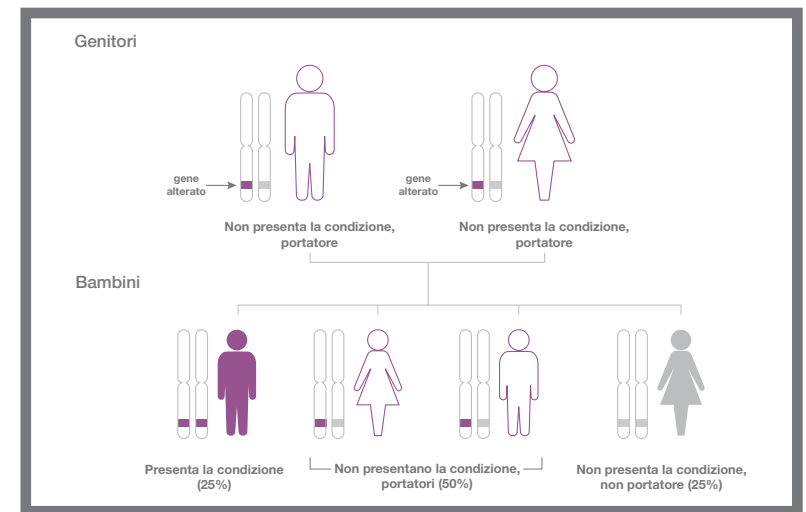 Genitori
gene
alterato
gene
alterato
Non presenta la condizione,
portatore
Non presenta la condizione,
portatore
Bambini
Presenta la condizione
(25%)
Non presentano la condizione,
portatori (50%)
Non presenta la condizione,
non portatore (25%)